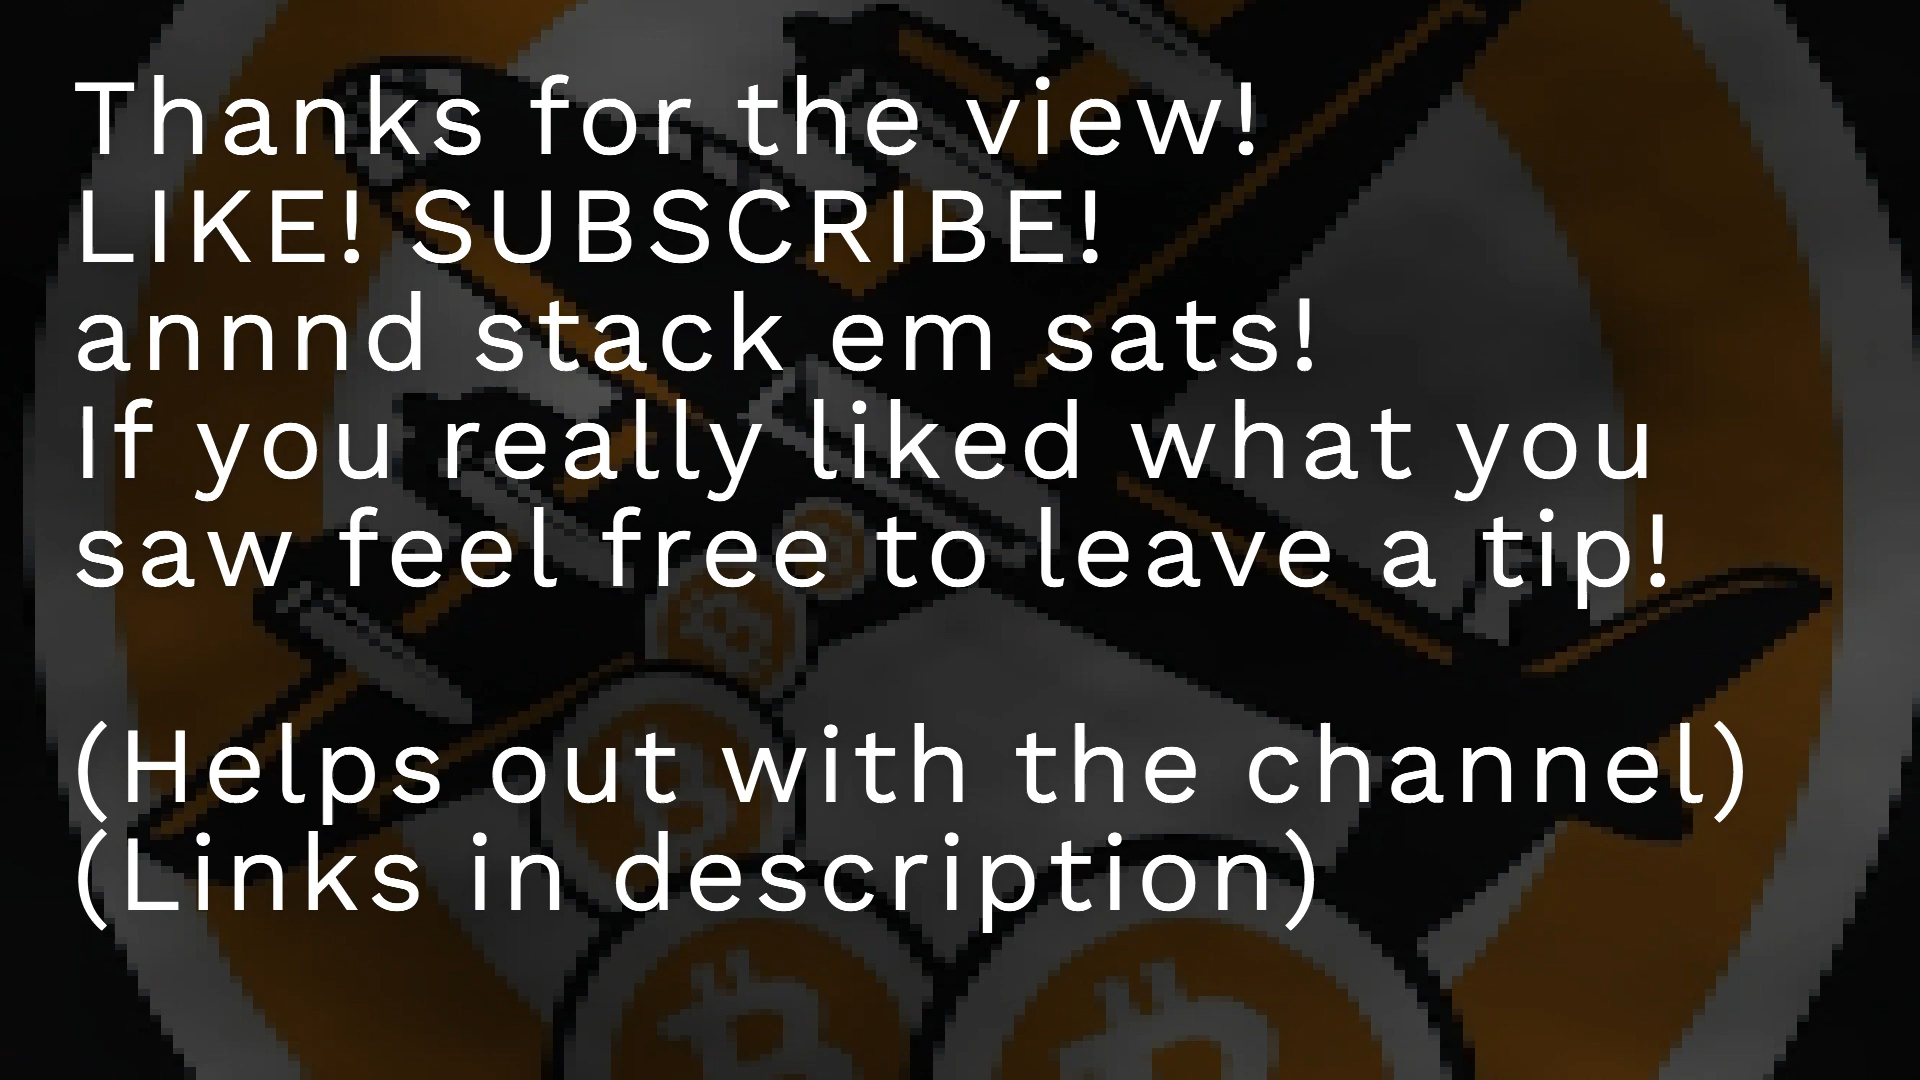 Thanks for the view!
LIKE! SUBSCRIBE!
annnd stack em sats!
If you really liked what you
saw feel free to leave a tip!
(Helps out with the channel)
(Links in description)